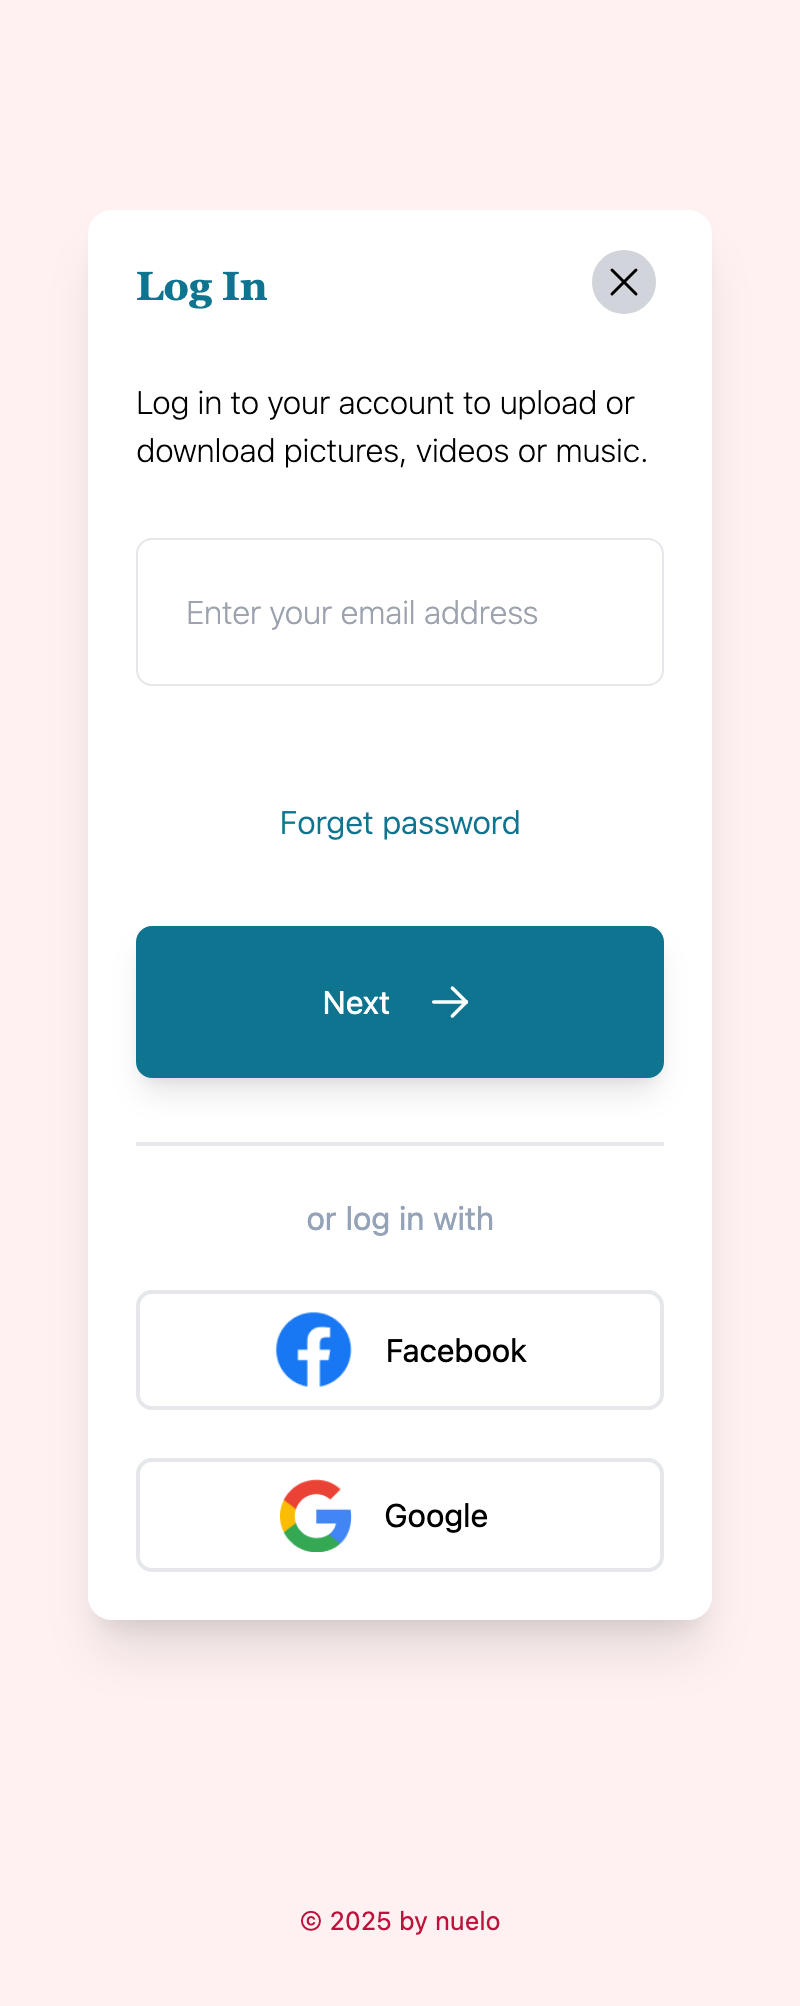 Log In
Log in to your account to upload or
download pictures, videos or music.
Enter your email address
Forget password
Next
or log in with
Facebook
Google
© 2025 by nuelo